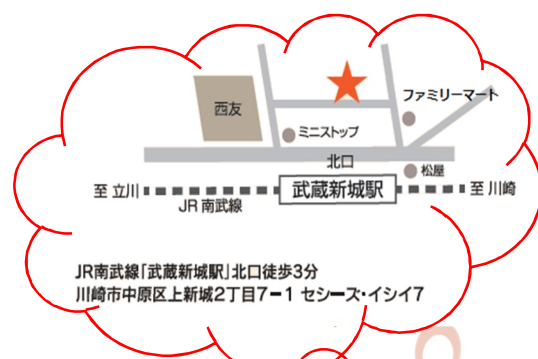 西友
ファミリーマート
ミニストップ
北口
松屋
至 立川
武蔵新城駅
至 川崎
JR 南武線
JR南武線「武蔵新城駅」北口徒歩3分
川崎市中原区上新城2丁目7-1 セシーズ・イシイ7